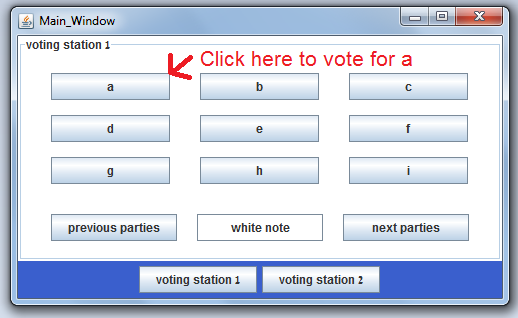 Main_Window
voting station 1
Click here to vote for a
a b c
d e f
g h i
previous parties white note next parties
voting station 1 voting station 2